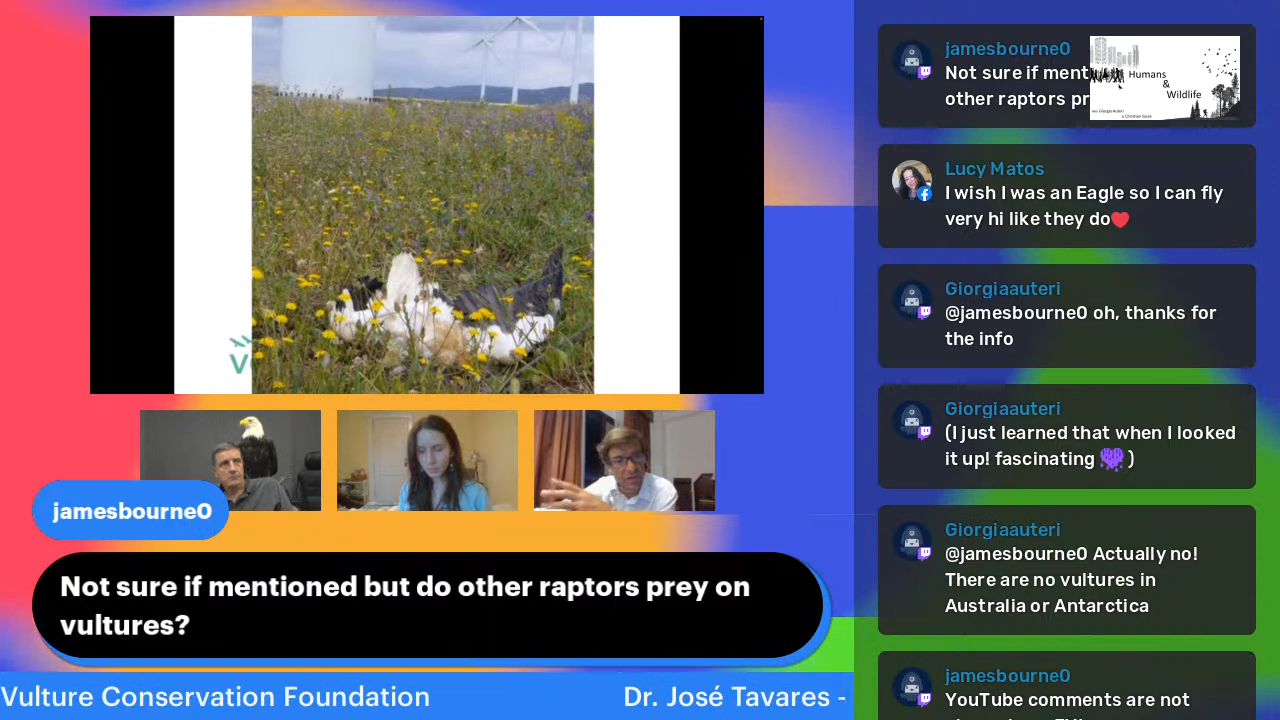 jamesbourne0
Not sure if ment
other raptors pr
Humans
&
Wildlife
Lucy Matos
I wish I was an Eagle so I can fly
very hi like they do❤️
Giorgiaauteri
@jamesbourne0 oh, thanks for
the info
Giorgiaauteri
(I just learned that when I looked
it up! fascinating 💜 )
Giorgiaauteri
@jamesbourne0 Actually no!
There are no vultures in
Australia or Antarctica
jamesbourne0
YouTube comments are not
V
jamesbourne0
Not sure if mentioned but do other raptors prey on
vultures?
Vulture Conservation Foundation
Dr. José Tavares -